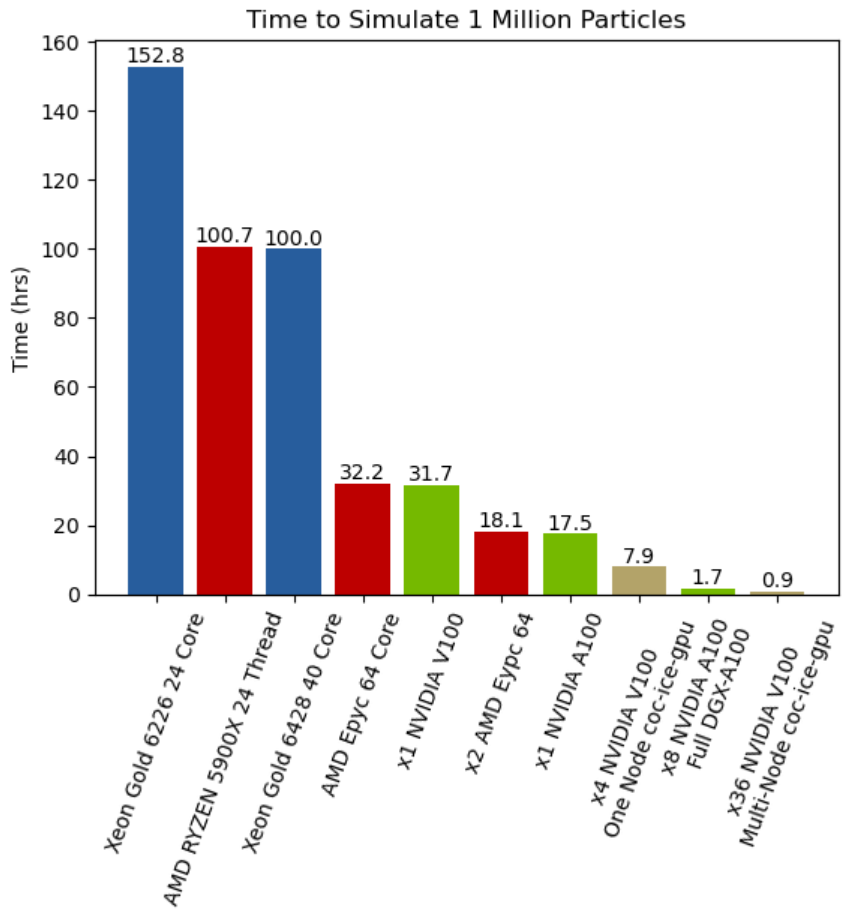 Time to Simulate 1 Million Particles
Time (hrs)
160
140
120
100
80
60
40
20
0
152.8
100.7
100.0
32.2
31.7
18.1
17.5
7.9
1.7
0.9
Xeon Gold 6226 24 Core
AMD RYZEN 5900X 24 Thread
Xeon Gold 6428 40 Core
AMD Epyc 64 Core
x1 NVIDIA V100
x2 AMD Eypc 64
x1 NVIDIA A100
x4 NVIDIA V100
One Node coc-ice-gpu
x8 NVIDIA A100
Full DGX-A100
x36 NVIDIA V100
Multi-Node coc-ice-gpu